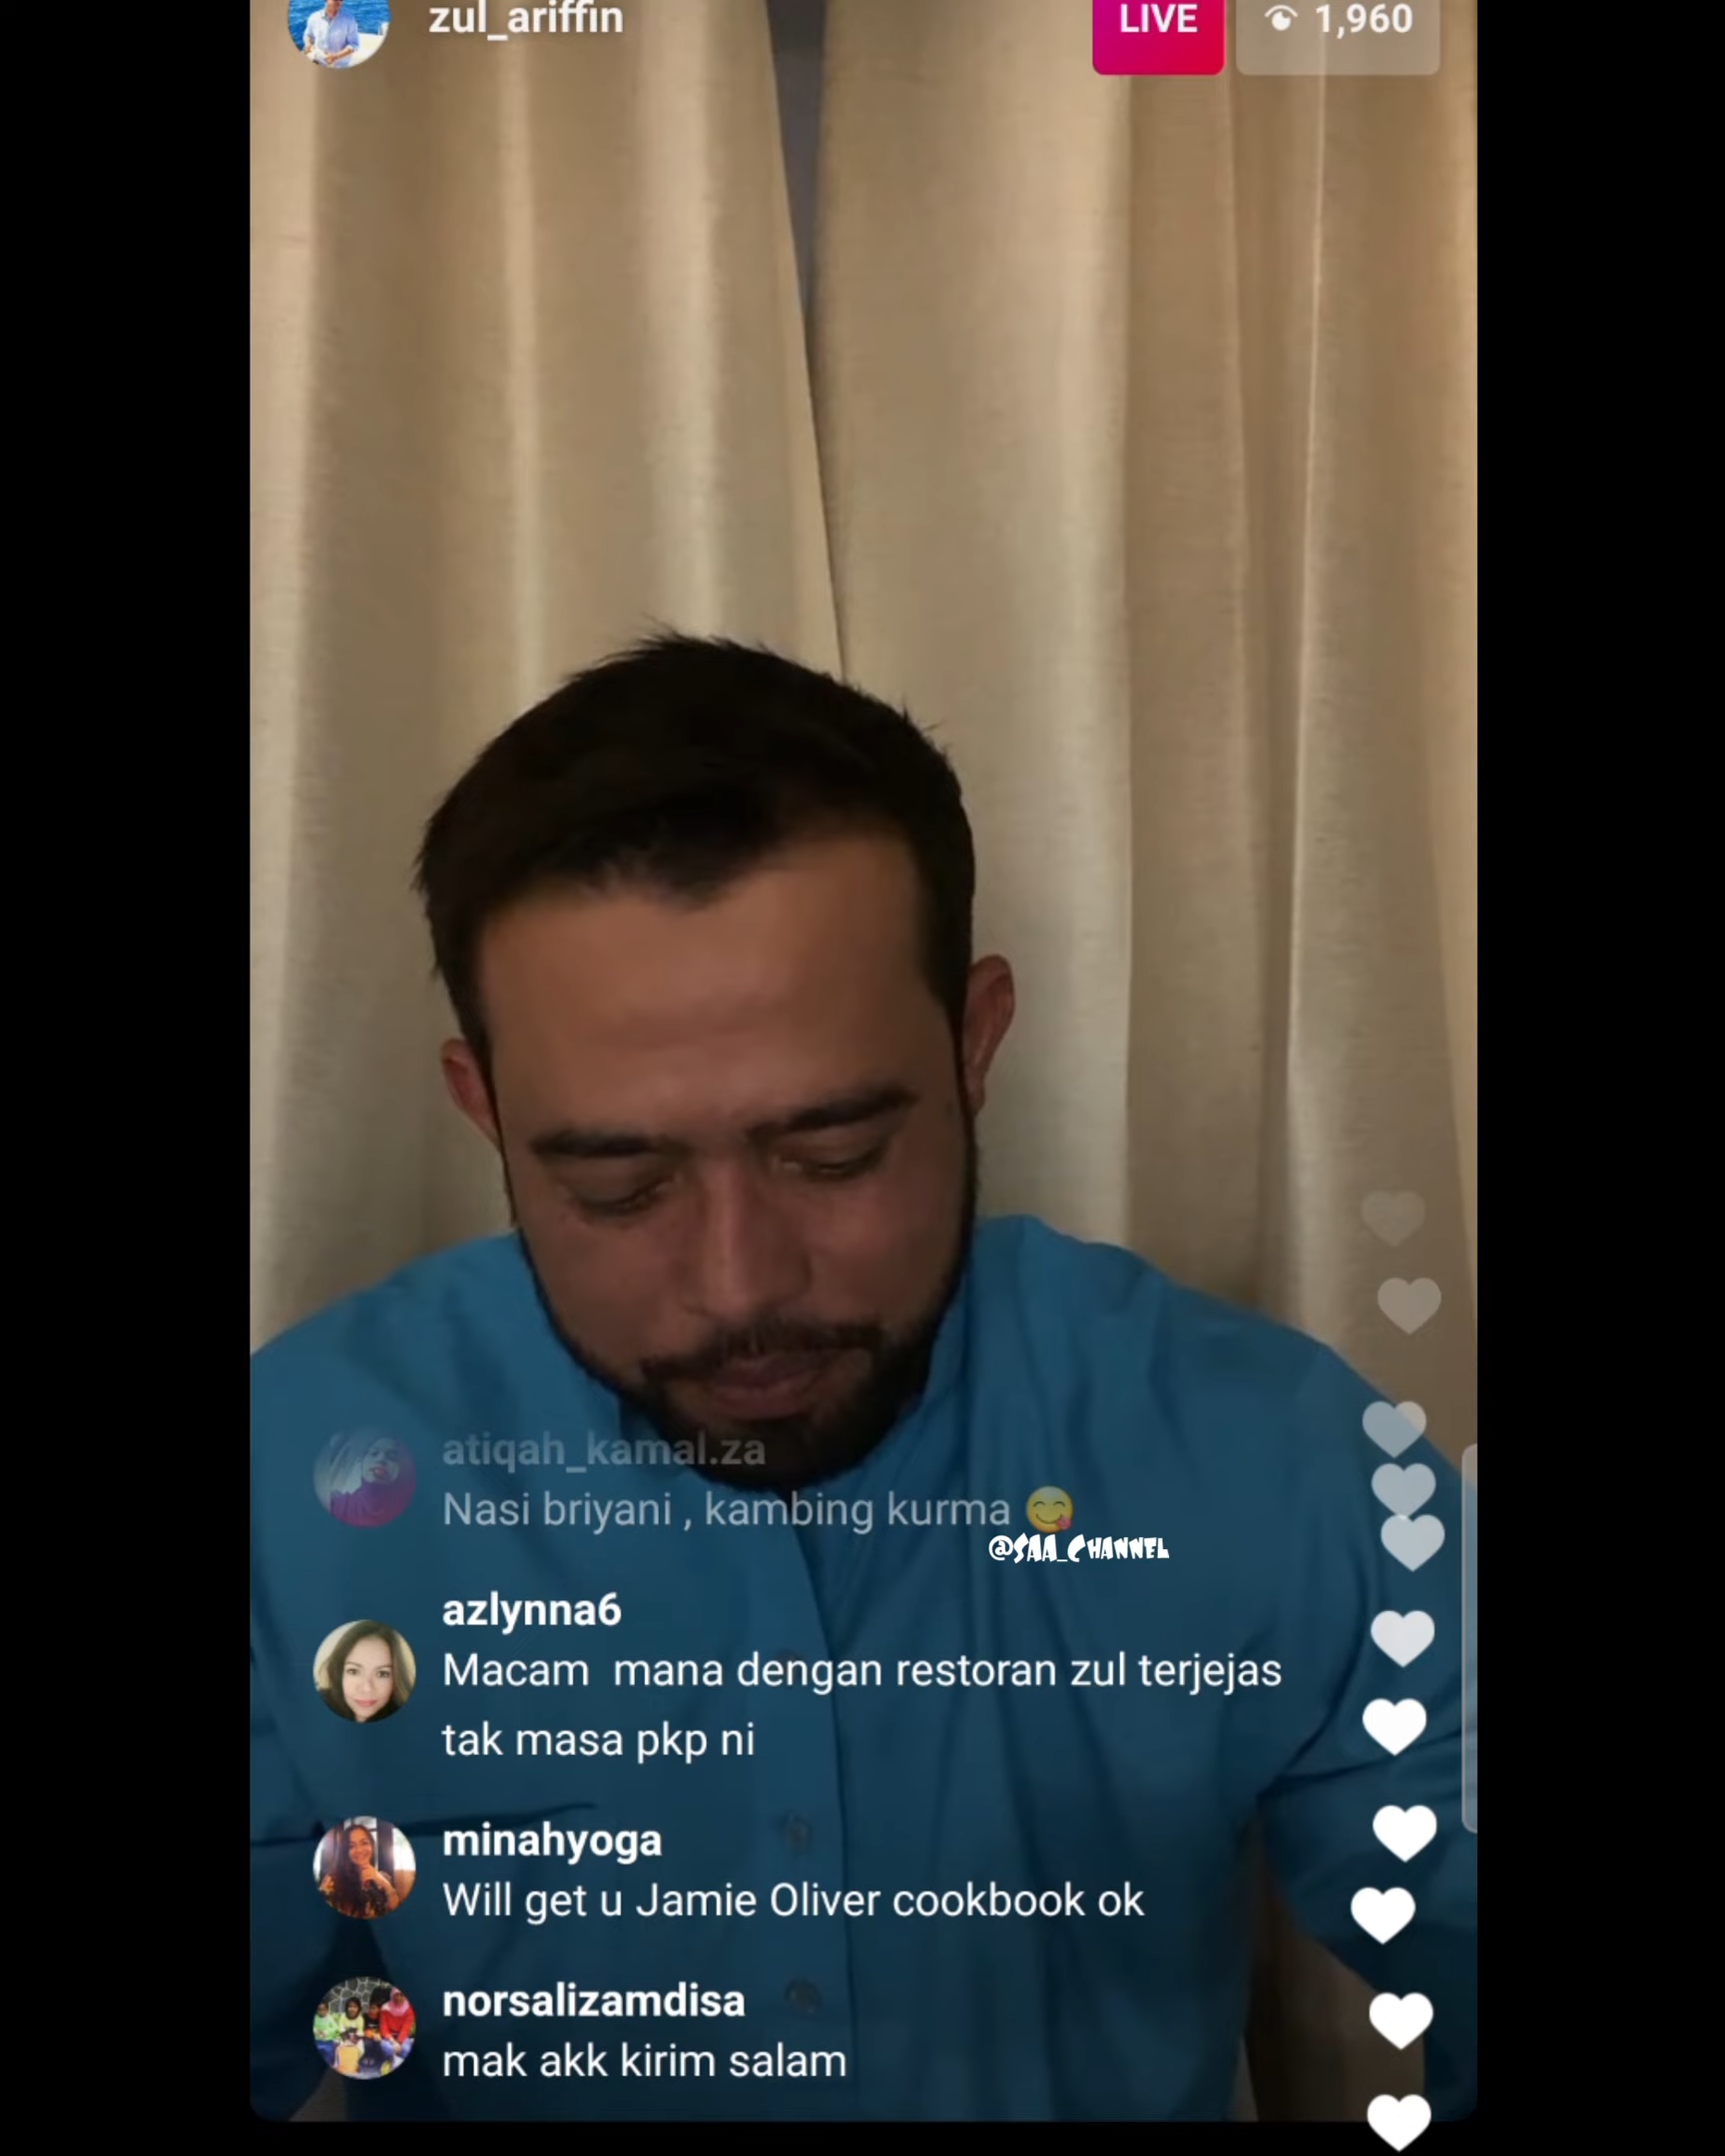 zul_ariffin
LIVE
1,960
atiqah_kamal.za
Nasi briyani , kambing kurma 😋
@SAA_CHANNEL
azlynna6
Macam  mana dengan restoran zul terjejas
tak masa pkp ni
minahyoga
Will get u Jamie Oliver cookbook ok
norsalizamdisa
mak akk kirim salam